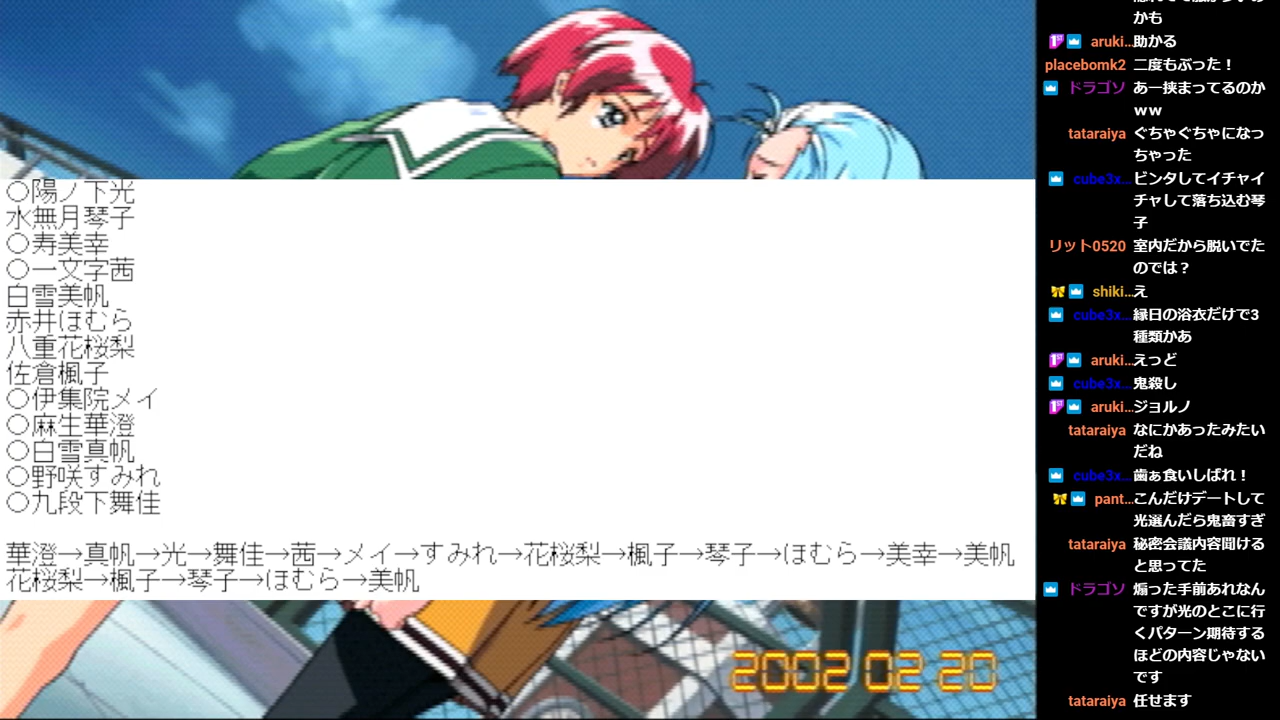 ○陽ノ下光
水無月琴子
○寿美幸
○一文字茜
白雪美帆
赤井ほむら
八重花桜梨
佐倉楓子
○伊集院メイ
○麻生華澄
○白雪真帆
○野咲すみれ
○九段下舞佳
華澄→真帆→光→舞佳→茜→メイ→すみれ→花桜梨→楓子→琴子→ほむら→美幸→美帆
花桜梨→楓子→琴子→ほむら→美帆
2002 02 20
かも
aruki…助かる
placebomk2 二度もぶった！
ドラゴソ あー挟まってるのか
ｗｗ
tataraiya ぐちゃぐちゃになっ
ちゃった
cube3x…ビンタしてイチャイ
チャして落ち込む琴
子
リット0520 室内だから脱いでた
のでは？
shiki…え
cube3x…縁日の浴衣だけで3
種類かあ
aruki…えっど
cube3x…鬼殺し
aruki…ジョルノ
tataraiya なにかあったみたい
だね
cube3x…歯ぁ食いしばれ！
pant…こんだけデートして
光選んだら鬼畜すぎ
tataraiya 秘密会議内容聞ける
と思ってた
ドラゴソ 煽った手前あれなん
ですが光のとこに行
くパターン期待する
ほどの内容じゃない
です
tataraiya 任せます